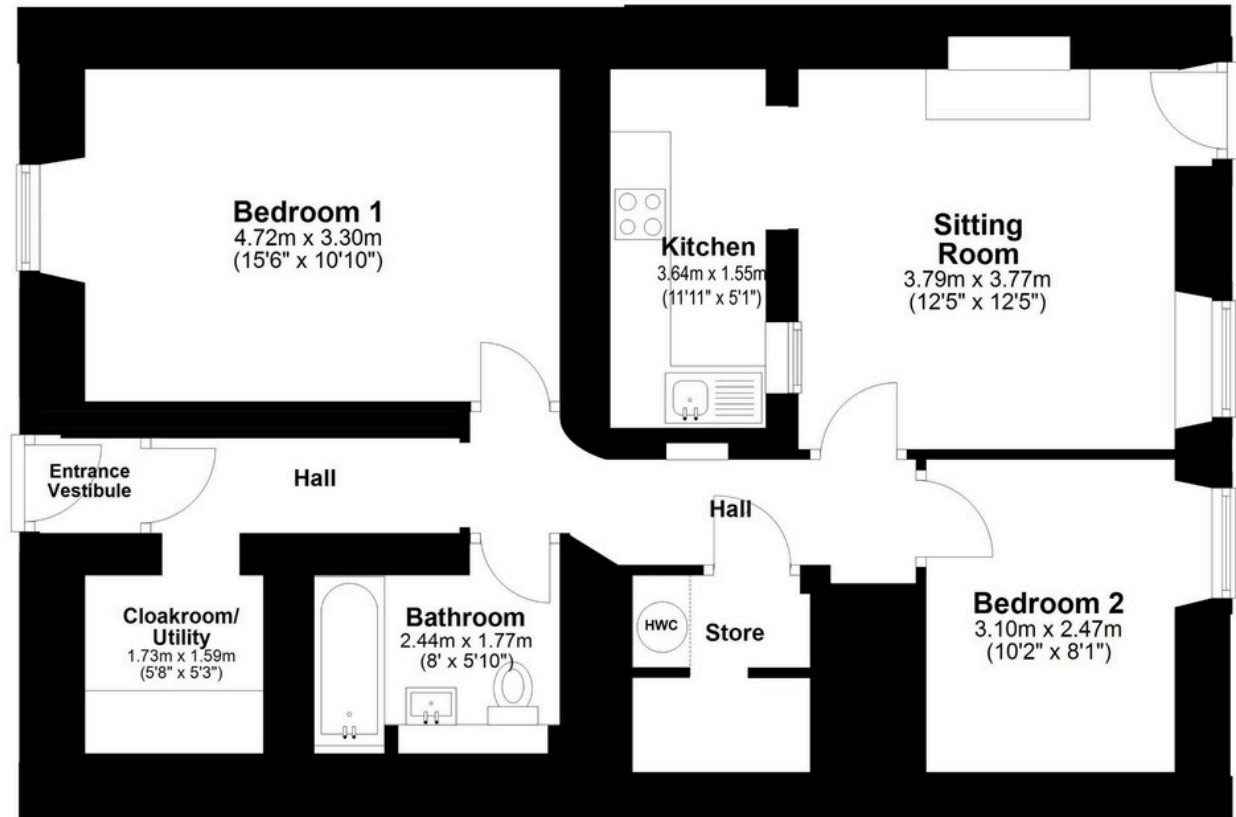 Bedroom 1
4.72m x 3.30m
(15'6" x 10'10")
Kitchen
3.64m x 1.55m
(11'11" x 5'1")
Sitting
Room
3.79m x 3.77m
(12'5" x 12'5")
Entrance
Vestibule
Hall
Hall
Cloakroom/
Utility
1.73m x 1.59m
(5'8" x 5'3")
Bathroom
2.44m x 1.77m
(8' x 5'10")
HWC
Store
Bedroom 2
3.10m x 2.47m
(10'2" x 8'1")